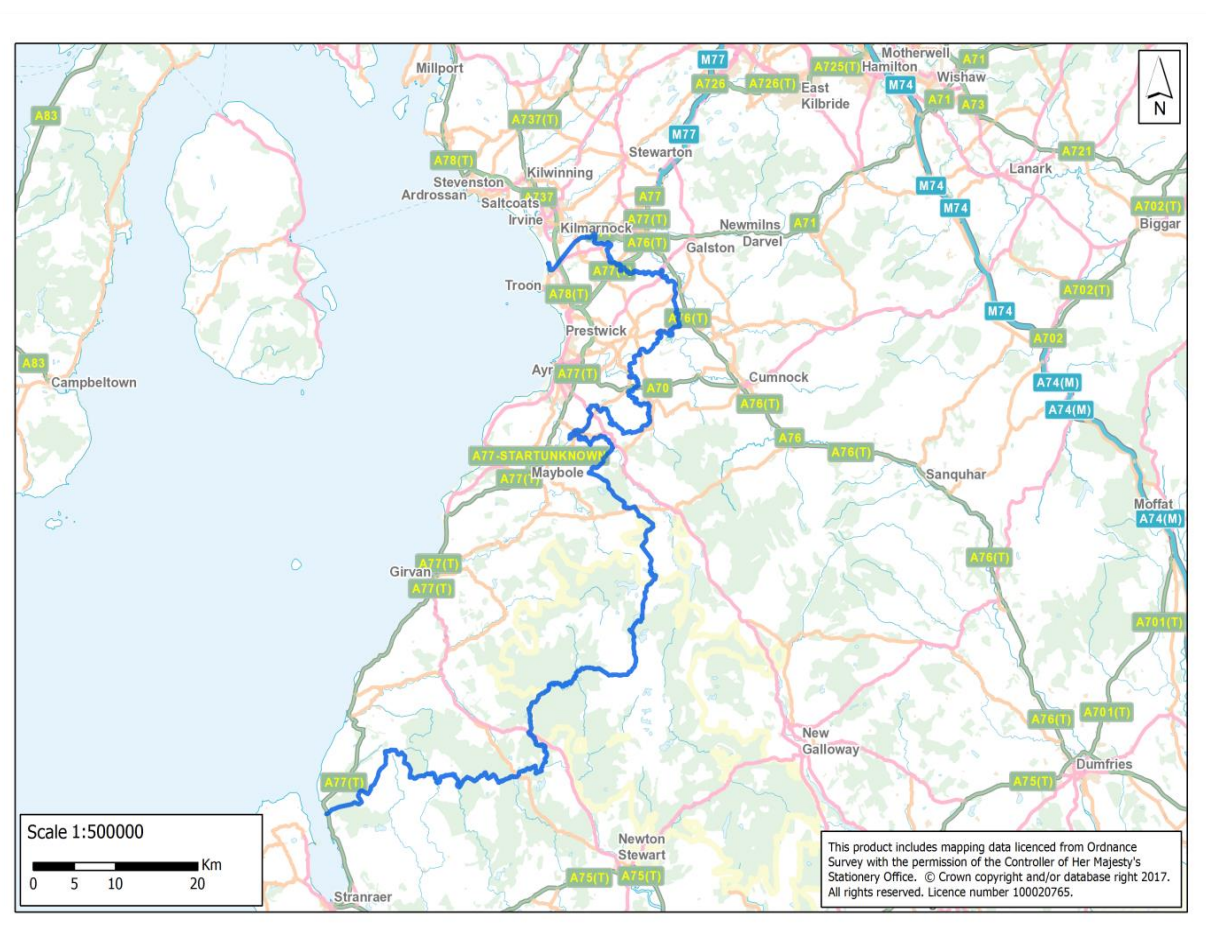 Millport
M77
A725(T)
Motherwell
Hamilton
A71
Wishaw
N
A83
A726
A726(T)
East
Kilbride
M74
A71
A73
A737(T)
M77
Stewarton
A78(T)
Kilwinning
Stevenston
Ardrossan
A737
Saltcoats
Irvine
A77
A721
Lanark
M74
M74
A702(T)
Biggar
Kilmarnock
A77(T)
A76(T)
Newmilns
A71
Galston
Darvel
Troon
A78(T)
A76(T)
M74
A702(T)
Prestwick
A702
A83
Campbeltown
Ayr
A77(T)
A70
Cumnock
A76(T)
A74(M)
A74(M)
A76
A76(T)
A77-STARTUNKNOWN
Maybole
A77(T)
Sanquhar
Moffat
A74(M)
A77(T)
Girvan
A77(T)
A76(T)
A701(T)
New
Galloway
A76(T)
A701(T)
Dumfries
A75(T)
A77(T)
Scale 1:500000
Km
0 5 10 20
Newton
Stewart
A75(T)
A75(T)
Stranraer
This product includes mapping data licenced from Ordnance
Survey with the permission of the Controller of Her Majesty's
Stationery Office. © Crown copyright and/or database right 2017.
All rights reserved. Licence number 100020765.